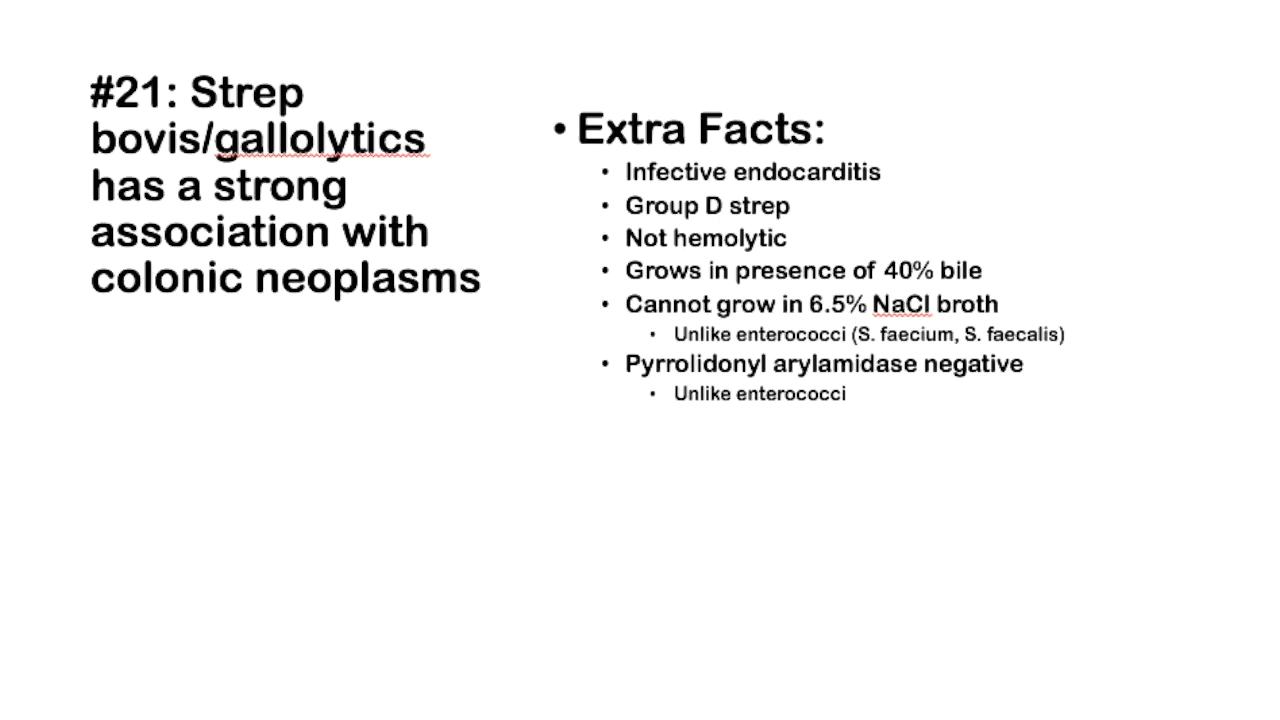 #21: Strep
bovis/gallolytics
has a strong
association with
colonic neoplasms
• Extra Facts:
• Infective endocarditis
• Group D strep
• Not hemolytic
• Grows in presence of 40% bile
• Cannot grow in 6.5% NaCl broth
• Unlike enterococci (S. faecium, S. faecalis)
• Pyrrolidonyl arylamidase negative
• Unlike enterococci